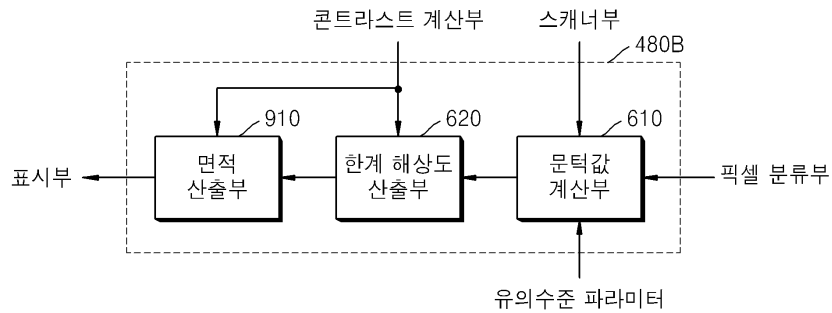 콘트라스트 계산부
스캐너부
480B
910
620
610
표시부
면적
산출부
한계 해상도
산출부
문턱값
계산부
픽셀 분류부
유의수준 파라미터